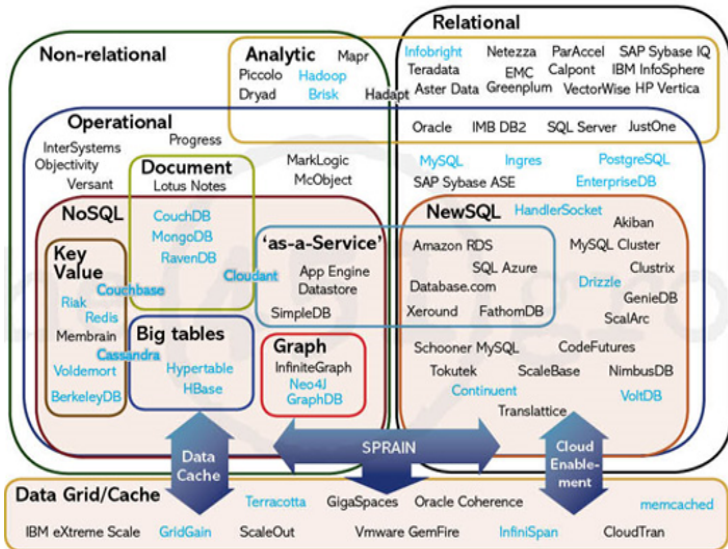 Relational
Non-relational
Analytic
Mapr
Piccolo
Hadoop
Dryad
Brisk
Hadapt
Infobright
Netezza
ParAccel
SAP Sybase IQ
Teradata
EMC
Greenplum
Calpont
IBM InfoSphere
Aster Data
VectorWise
HP Vertica
Operational
Oracle
IMB DB2
SQL Server
JustOne
InterSystems
Progress
Objectivity
Versant
MarkLogic
McObject
MySQL
Ingres
PostgreSQL
SAP Sybase ASE
EnterpriseDB
Document
Lotus Notes
CouchDB
MongoDB
RavenDB
Cloudant
Couchbase
NoSQL
Key
Value
Riak
Redis
Membrain
Cassandra
Voldemort
BerkeleyDB
Big tables
Hypertable
HBase
Graph
InfiniteGraph
Neo4J
GraphDB
'as-a-Service'
App Engine
Datastore
SimpleDB
Amazon RDS
SQL Azure
Database.com
Xeround
FathomDB
NewSQL
HandlerSocket
Akiban
MySQL Cluster
Clustrix
Drizzle
GenieDB
ScalArc
Schooner MySQL
CodeFutures
Tokutek
ScaleBase
NimbusDB
Continuent
VoltDB
Translattice
Data
Cache
SPRAIN
Cloud
Enable-
ment
Data Grid/Cache
Terracotta
GigaSpaces
Oracle Coherence
memcached
IBM eXtreme Scale
GridGain
ScaleOut
Vmware GemFire
InfiniSpan
CloudTran